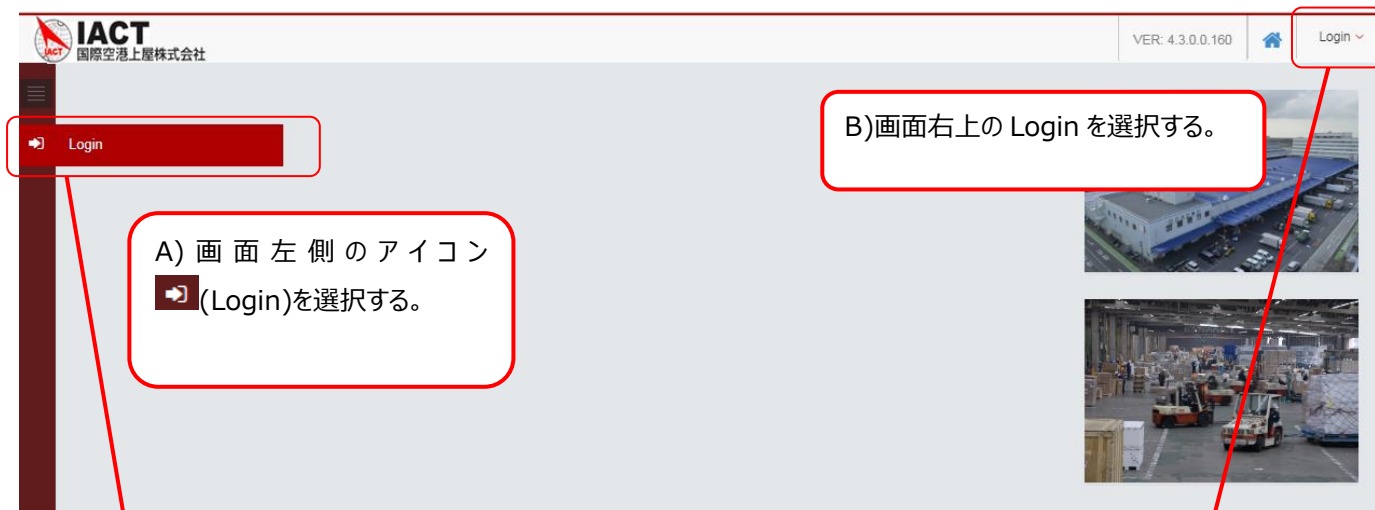 IACT
IACT
国際空港上屋株式会社
VER: 4.3.0.0.160
Login
Login
B)画面右上の Login を選択する。
A) 画面左側のアイコン
(Login)を選択する。